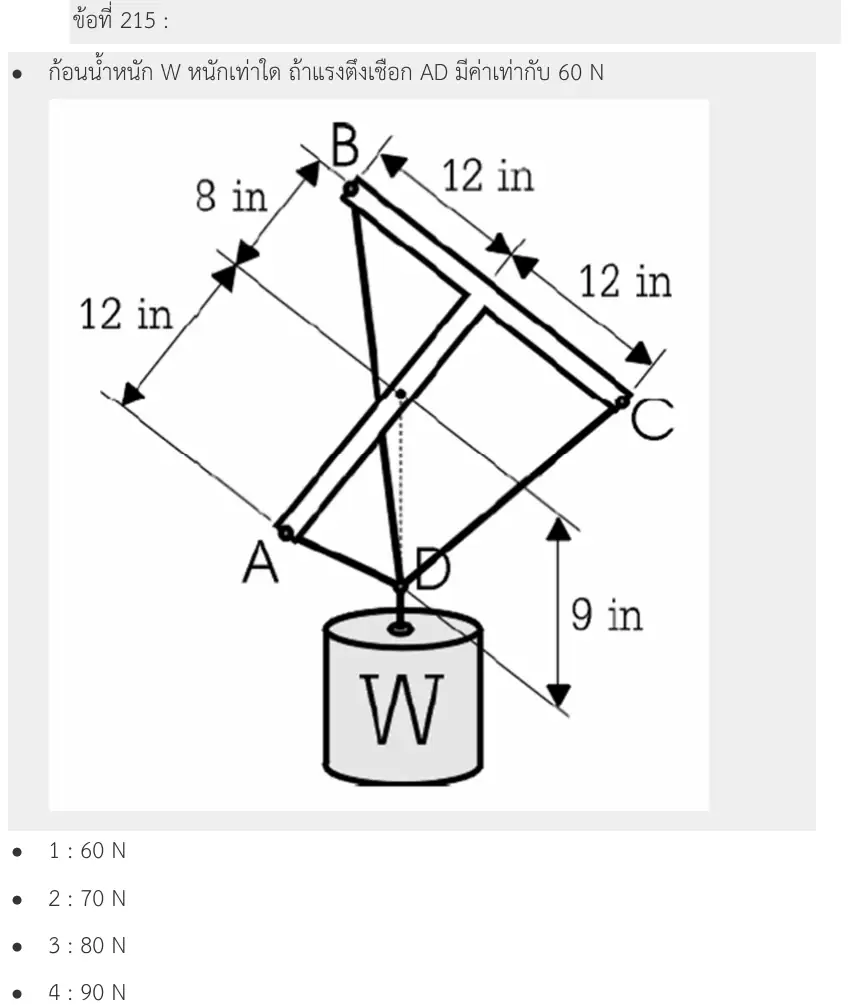 ข้อที่ 215 :
ก้อนน้ำหนัก W หนักเท่าใด ถ้าแรงตึงเชือก AD มีค่าเท่ากับ 60 N
B
12 in
8 in
12 in
12 in
C
A
D
9 in
W
1 : 60 N
2 : 70 N
3 : 80 N
4 : 90 N